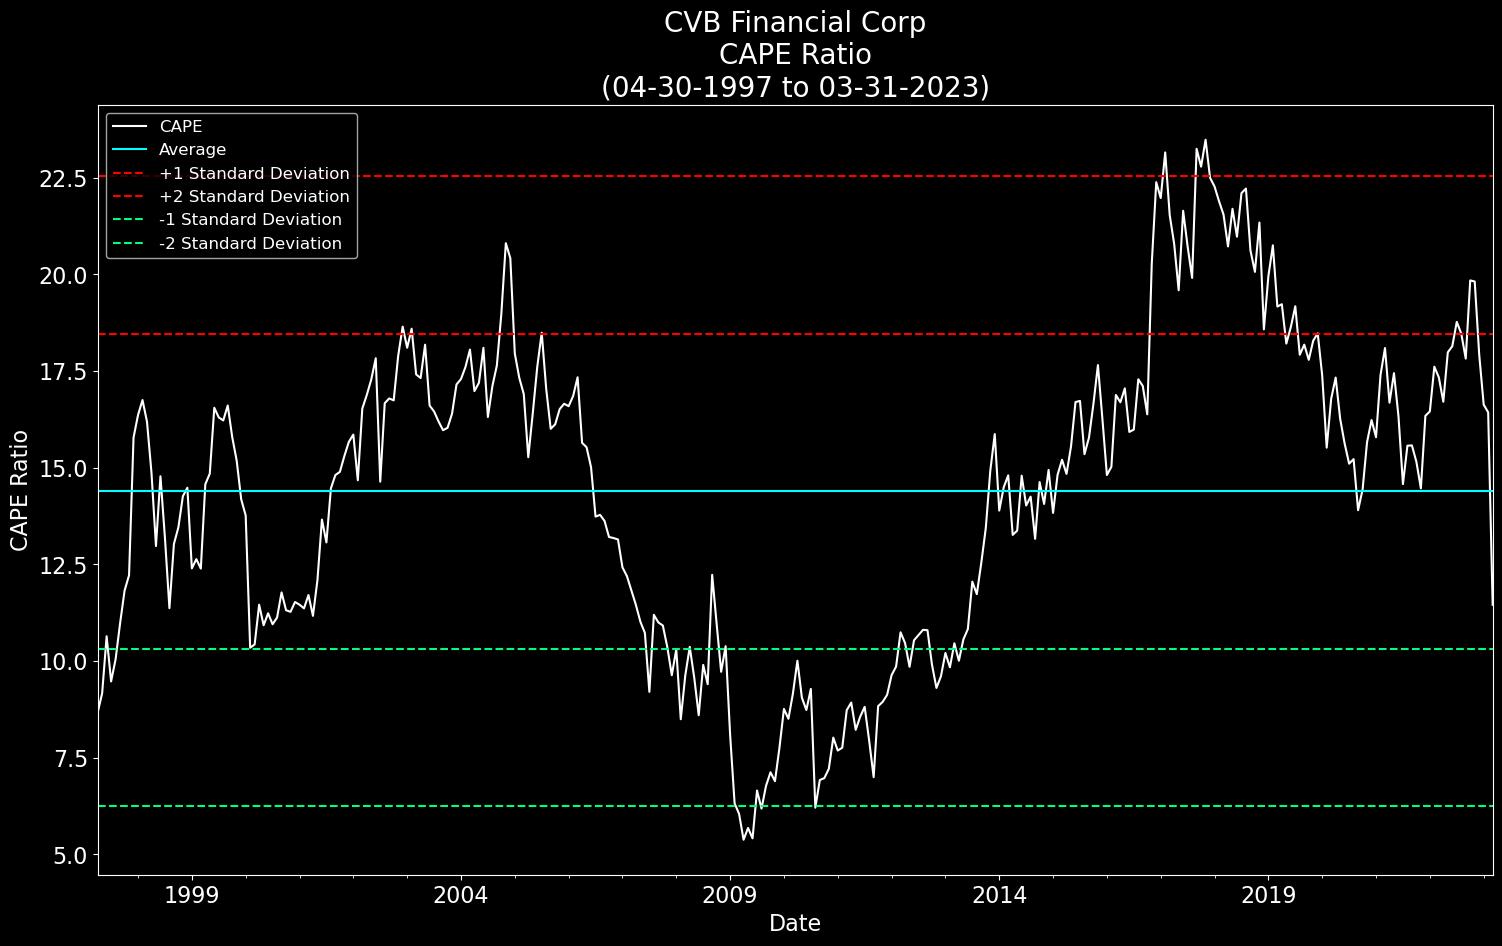 CVB Financial Corp
CAPE Ratio
(04-30-1997 to 03-31-2023)
CAPE
Average
+1 Standard Deviation
+2 Standard Deviation
-1 Standard Deviation
-2 Standard Deviation
22.5
20.0
17.5
15.0
12.5
10.0
7.5
5.0
CAPE Ratio
1999 2004 2009 2014 2019
Date